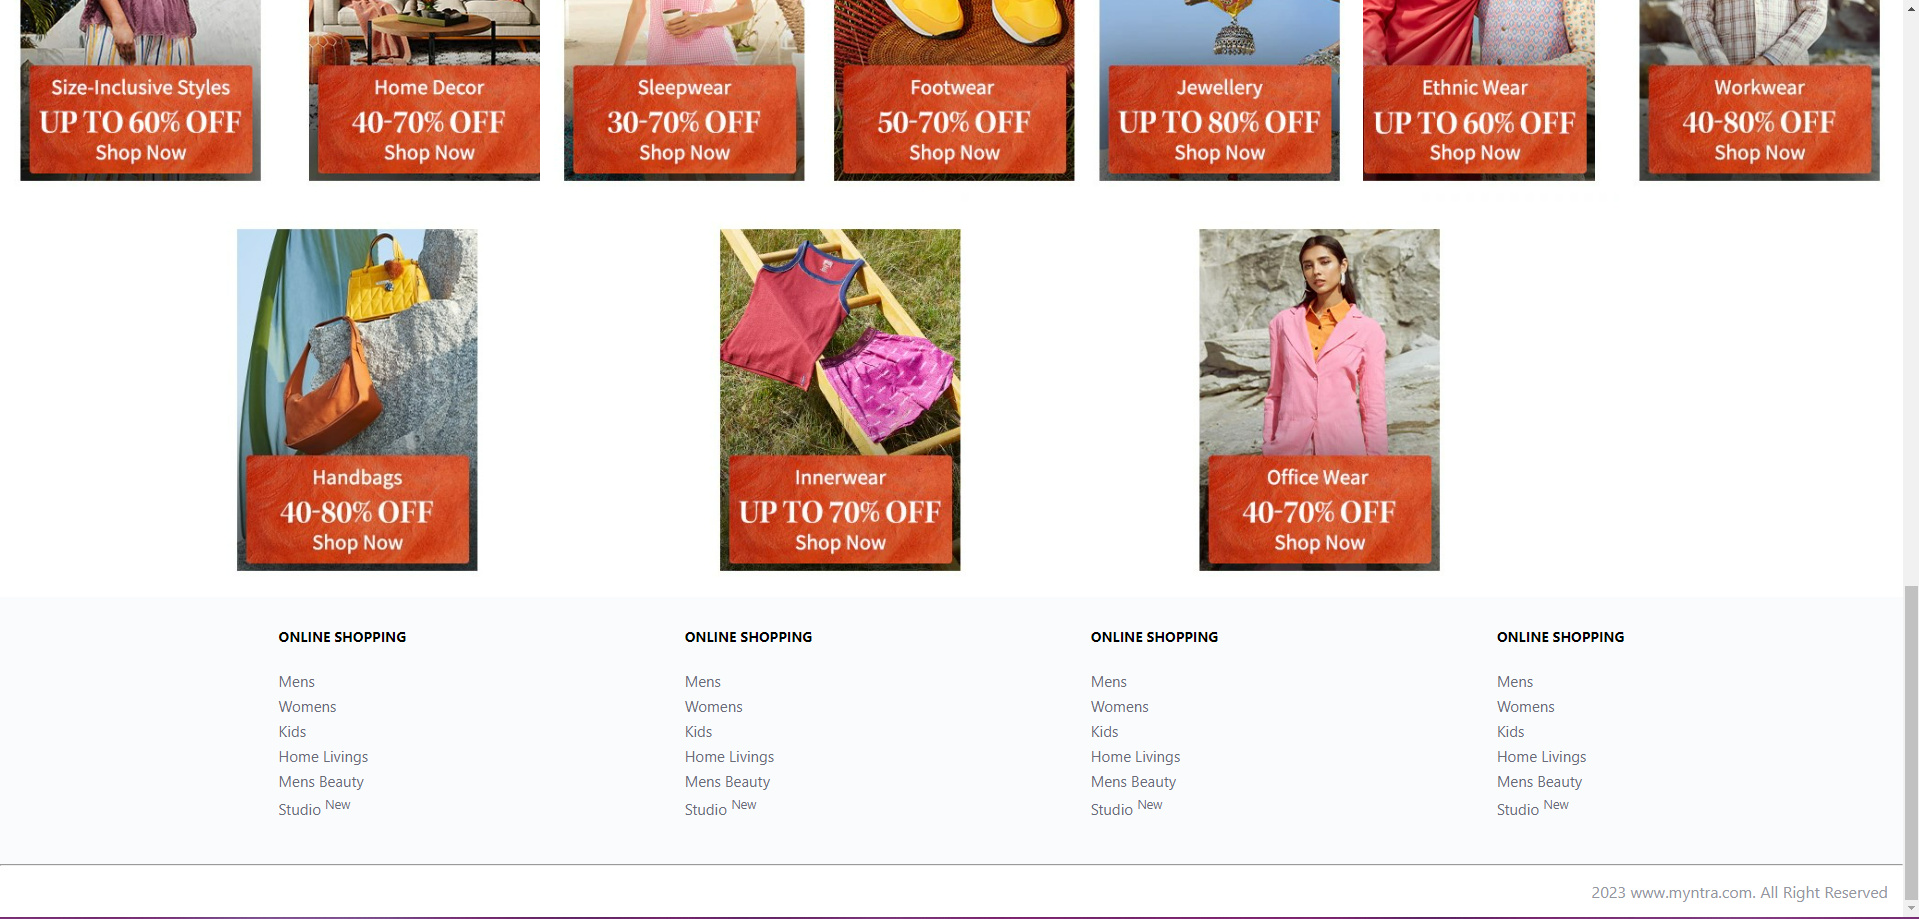 Size-Inclusive Styles
UP TO 60% OFF
Shop Now
Home Decor
40-70% OFF
Shop Now
Sleepwear
30-70% OFF
Shop Now
Footwear
50-70% OFF
Shop Now
Jewellery
UP TO 80% OFF
Shop Now
Ethnic Wear
UP TO 60% OFF
Shop Now
Workwear
40-80% OFF
Shop Now
Handbags
40-80% OFF
Shop Now
Innerwear
UP TO 70% OFF
Shop Now
Office Wear
40-70% OFF
Shop Now
ONLINE SHOPPING
Mens
Womens
Kids
Home Livings
Mens Beauty
Studio New
ONLINE SHOPPING
Mens
Womens
Kids
Home Livings
Mens Beauty
Studio New
ONLINE SHOPPING
Mens
Womens
Kids
Home Livings
Mens Beauty
Studio New
ONLINE SHOPPING
Mens
Womens
Kids
Home Livings
Mens Beauty
Studio New
2023 www.myntra.com. All Right Reserved